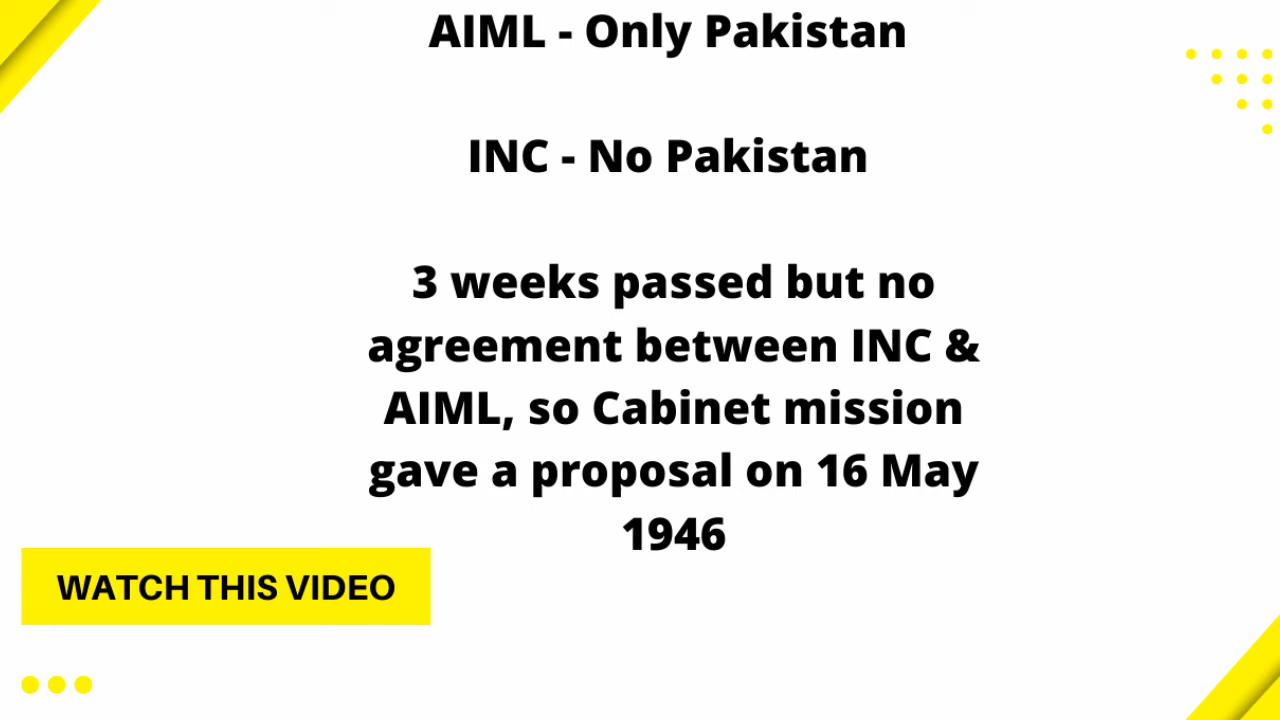 AIML - Only Pakistan
INC - No Pakistan
3 weeks passed but no
agreement between INC &
AIML, so Cabinet mission
gave a proposal on 16 May
1946
WATCH THIS VIDEO